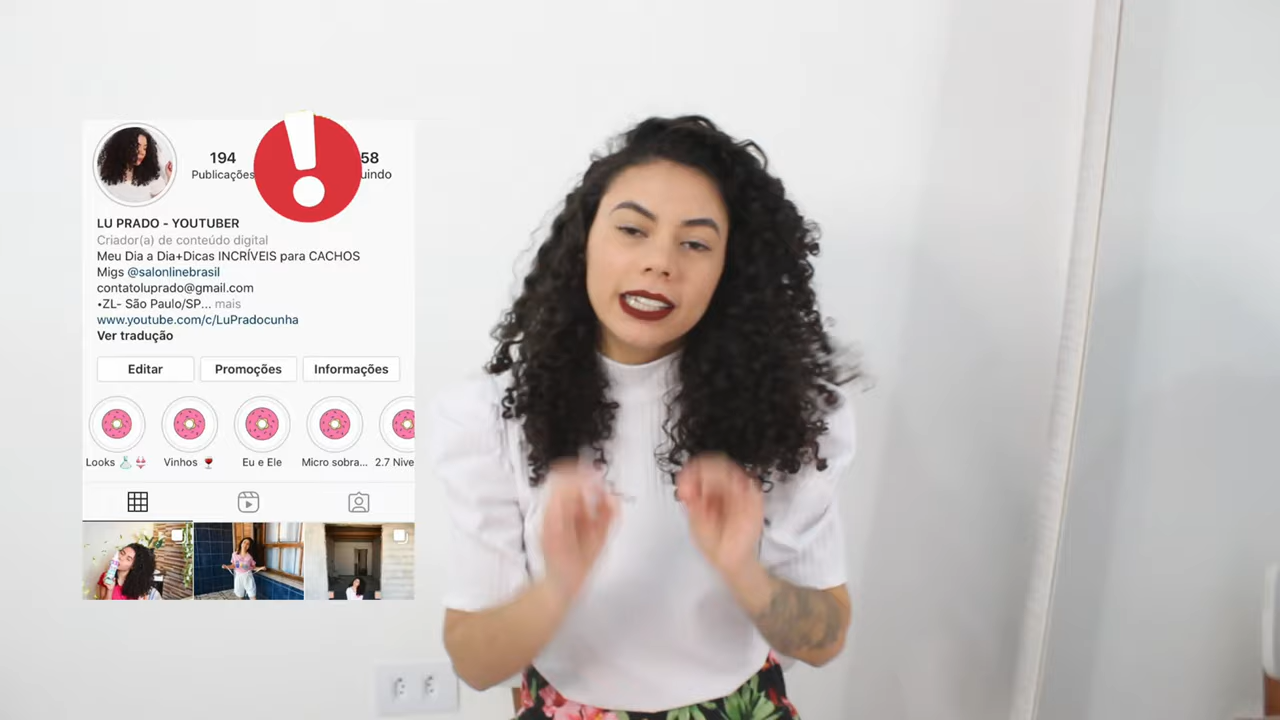 194
58
Publicações
uindo
LU PRADO - YOUTUBER
Criador(a) de conteúdo digital
Meu Dia a Dia+Dicas INCRÍVEIS para CACHOS
Migs @salonlinebrasil
contatoluprado@gmail.com
•ZL- São Paulo/SP... mais
www.youtube.com/c/LuPradocunha
Ver tradução
Editar Promoções Informações
Looks Vinhos Eu e Ele Micro sobra... 2.7 Nive